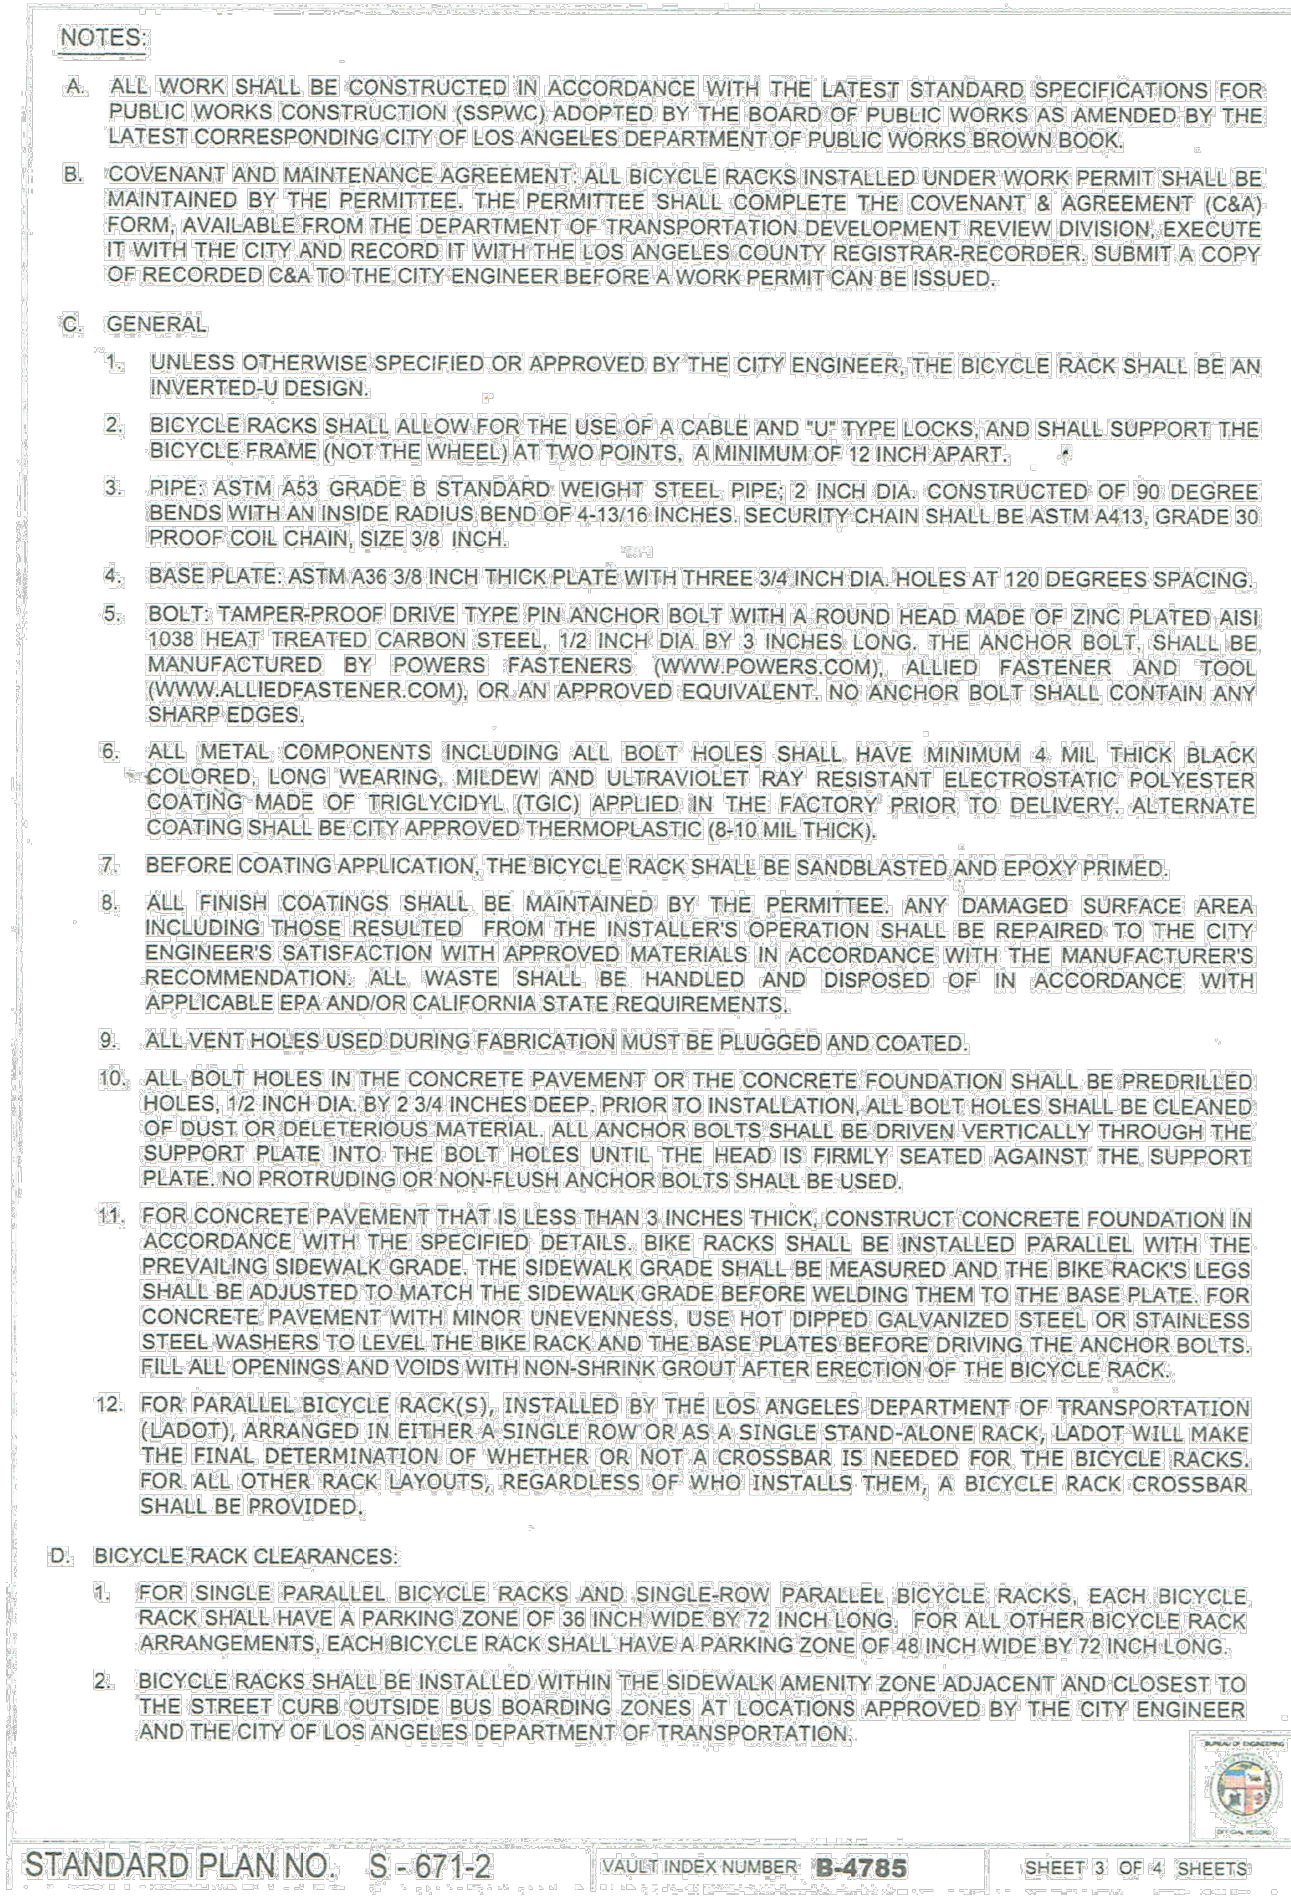 NOTES:
A. ALL WORK SHALL BE CONSTRUCTED IN ACCORDANCE WITH THE LATEST STANDARD SPECIFICATIONS FOR
PUBLIC WORKS CONSTRUCTION (SSPWC) ADOPTED BY THE BOARD OF PUBLIC WORKS AS AMENDED BY THE
LATEST CORRESPONDING CITY OF LOS ANGELES DEPARTMENT OF PUBLIC WORKS BROWN BOOK.
B. COVENANT AND MAINTENANCE AGREEMENT: ALL BICYCLE RACKS INSTALLED UNDER WORK PERMIT SHALL BE
MAINTAINED BY THE PERMITTEE. THE PERMITTEE SHALL COMPLETE THE COVENANT & AGREEMENT (C&A)
FORM, AVAILABLE FROM THE DEPARTMENT OF TRANSPORTATION DEVELOPMENT REVIEW DIVISION, EXECUTE
IT WITH THE CITY AND RECORD IT WITH THE LOS ANGELES COUNTY REGISTRAR-RECORDER. SUBMIT A COPY
OF RECORDED C&A TO THE CITY ENGINEER BEFORE A WORK PERMIT CAN BE ISSUED.
C. GENERAL
1. UNLESS OTHERWISE SPECIFIED OR APPROVED BY THE CITY ENGINEER, THE BICYCLE RACK SHALL BE AN
INVERTED-U DESIGN.
2. BICYCLE RACKS SHALL ALLOW FOR THE USE OF A CABLE AND "U" TYPE LOCKS, AND SHALL SUPPORT THE
BICYCLE FRAME (NOT THE WHEEL) AT TWO POINTS, A MINIMUM OF 12 INCH APART.
3. PIPE: ASTM A53 GRADE B STANDARD WEIGHT STEEL PIPE; 2 INCH DIA. CONSTRUCTED OF 90 DEGREE
BENDS WITH AN INSIDE RADIUS BEND OF 4-13/16 INCHES. SECURITY CHAIN SHALL BE ASTM A413, GRADE 30
PROOF COIL CHAIN, SIZE 3/8 INCH.
4. BASE PLATE: ASTM A36 3/8 INCH THICK PLATE WITH THREE 3/4 INCH DIA. HOLES AT 120 DEGREES SPACING.
5. BOLT: TAMPER-PROOF DRIVE TYPE PIN ANCHOR BOLT WITH A ROUND HEAD MADE OF ZINC PLATED AISI
1038 HEAT TREATED CARBON STEEL, 1/2 INCH DIA BY 3 INCHES LONG. THE ANCHOR BOLT, SHALL BE
MANUFACTURED BY POWERS FASTENERS (WWW.POWERS.COM), ALLIED FASTENER AND TOOL
(WWW.ALLIEDFASTENER.COM), OR AN APPROVED EQUIVALENT. NO ANCHOR BOLT SHALL CONTAIN ANY
SHARP EDGES.
6. ALL METAL COMPONENTS INCLUDING ALL BOLT HOLES SHALL HAVE MINIMUM 4 MIL THICK BLACK
COLORED, LONG WEARING, MILDEW AND ULTRAVIOLET RAY RESISTANT ELECTROSTATIC POLYESTER
COATING MADE OF TRIGLYCIDYL (TGIC) APPLIED IN THE FACTORY PRIOR TO DELIVERY. ALTERNATE
COATING SHALL BE CITY APPROVED THERMOPLASTIC (8-10 MIL THICK).
7. BEFORE COATING APPLICATION, THE BICYCLE RACK SHALL BE SANDBLASTED AND EPOXY PRIMED.
8. ALL FINISH COATINGS SHALL BE MAINTAINED BY THE PERMITTEE. ANY DAMAGED SURFACE AREA
INCLUDING THOSE RESULTED FROM THE INSTALLER'S OPERATION SHALL BE REPAIRED TO THE CITY
ENGINEER'S SATISFACTION WITH APPROVED MATERIALS IN ACCORDANCE WITH THE MANUFACTURER'S
RECOMMENDATION. ALL WASTE SHALL BE HANDLED AND DISPOSED OF IN ACCORDANCE WITH
APPLICABLE EPA AND/OR CALIFORNIA STATE REQUIREMENTS.
9. ALL VENT HOLES USED DURING FABRICATION MUST BE PLUGGED AND COATED.
10. ALL BOLT HOLES IN THE CONCRETE PAVEMENT OR THE CONCRETE FOUNDATION SHALL BE PREDRILLED
HOLES, 1/2 INCH DIA. BY 2 3/4 INCHES DEEP. PRIOR TO INSTALLATION, ALL BOLT HOLES SHALL BE CLEANED
OF DUST OR DELETERIOUS MATERIAL. ALL ANCHOR BOLTS SHALL BE DRIVEN VERTICALLY THROUGH THE
SUPPORT PLATE INTO THE BOLT HOLES UNTIL THE HEAD IS FIRMLY SEATED AGAINST THE SUPPORT
PLATE. NO PROTRUDING OR NON-FLUSH ANCHOR BOLTS SHALL BE USED.
11. FOR CONCRETE PAVEMENT THAT IS LESS THAN 3 INCHES THICK, CONSTRUCT CONCRETE FOUNDATION IN
ACCORDANCE WITH THE SPECIFIED DETAILS. BIKE RACKS SHALL BE INSTALLED PARALLEL WITH THE
PREVAILING SIDEWALK GRADE. THE SIDEWALK GRADE SHALL BE MEASURED AND THE BIKE RACK'S LEGS
SHALL BE ADJUSTED TO MATCH THE SIDEWALK GRADE BEFORE WELDING THEM TO THE BASE PLATE. FOR
CONCRETE PAVEMENT WITH MINOR UNEVENNESS, USE HOT DIPPED GALVANIZED STEEL OR STAINLESS
STEEL WASHERS TO LEVEL THE BIKE RACK AND THE BASE PLATES BEFORE DRIVING THE ANCHOR BOLTS.
FILL ALL OPENINGS AND VOIDS WITH NON-SHRINK GROUT AFTER ERECTION OF THE BICYCLE RACK.
12. FOR PARALLEL BICYCLE RACK(S), INSTALLED BY THE LOS ANGELES DEPARTMENT OF TRANSPORTATION
(LADOT), ARRANGED IN EITHER A SINGLE ROW OR AS A SINGLE STAND-ALONE RACK, LADOT WILL MAKE
THE FINAL DETERMINATION OF WHETHER OR NOT A CROSSBAR IS NEEDED FOR THE BICYCLE RACKS.
FOR ALL OTHER RACK LAYOUTS, REGARDLESS OF WHO INSTALLS THEM, A BICYCLE RACK CROSSBAR
SHALL BE PROVIDED.
D. BICYCLE RACK CLEARANCES:
1. FOR SINGLE PARALLEL BICYCLE RACKS AND SINGLE-ROW PARALLEL BICYCLE RACKS, EACH BICYCLE
RACK SHALL HAVE A PARKING ZONE OF 36 INCH WIDE BY 72 INCH LONG. FOR ALL OTHER BICYCLE RACK
ARRANGEMENTS, EACH BICYCLE RACK SHALL HAVE A PARKING ZONE OF 48 INCH WIDE BY 72 INCH LONG.
2. BICYCLE RACKS SHALL BE INSTALLED WITHIN THE SIDEWALK AMENITY ZONE ADJACENT AND CLOSEST TO
THE STREET CURB OUTSIDE BUS BOARDING ZONES AT LOCATIONS APPROVED BY THE CITY ENGINEER
AND THE CITY OF LOS ANGELES DEPARTMENT OF TRANSPORTATION.
BUREAU OF ENGINEERING
OFFICIAL RECORD
STANDARD PLAN NO. S - 671-2
VAULT INDEX NUMBER B-4785
SHEET 3 OF 4 SHEETS